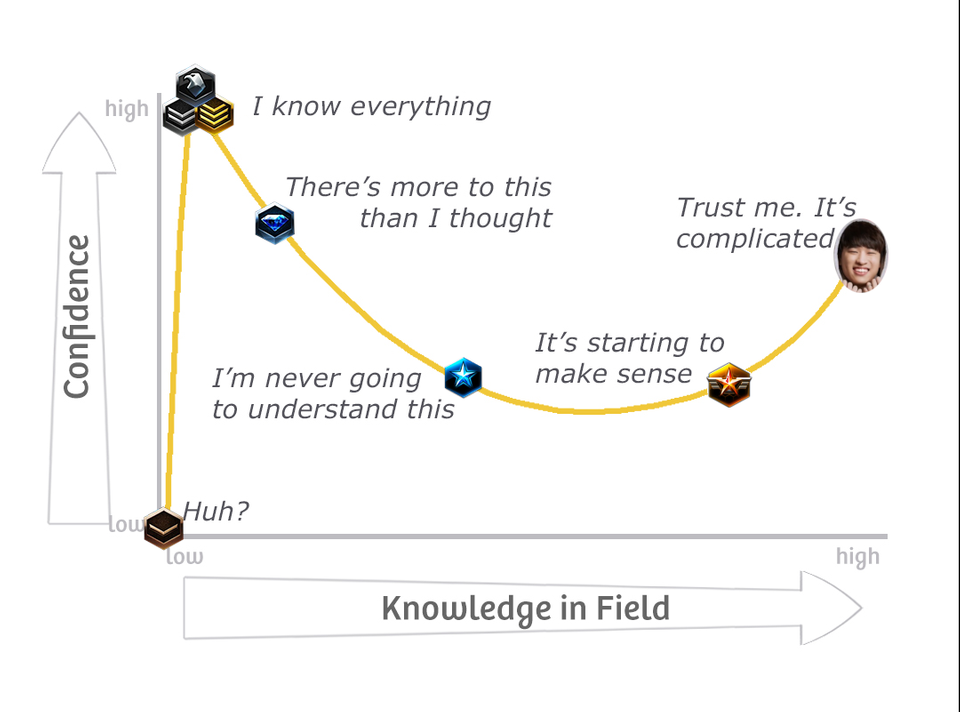 high
I know everything
There’s more to this
than I thought
Trust me. It’s
complicated
Confidence
It’s starting to
make sense
I’m never going
to understand this
Huh?
low
low
high
Knowledge in Field